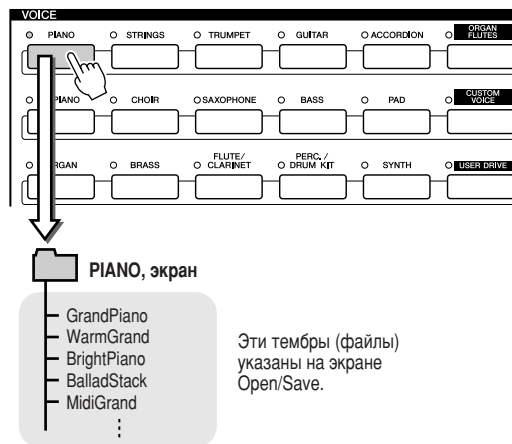 VOICE
PIANO STRINGS TRUMPET GUITAR ACCORDION ORGAN FLUTES
PIANO CHOIR SAXOPHONE BASS PAD CUSTOM VOICE
RGAN BRASS FLUTE/ CLARINET PERC. / DRUM KIT SYNTH USER DRIVE
PIANO, экран
GrandPiano
WarmGrand
BrightPiano
BalladStack
MidiGrand
Эти тембры (файлы)
указаны на экране
Open/Save.